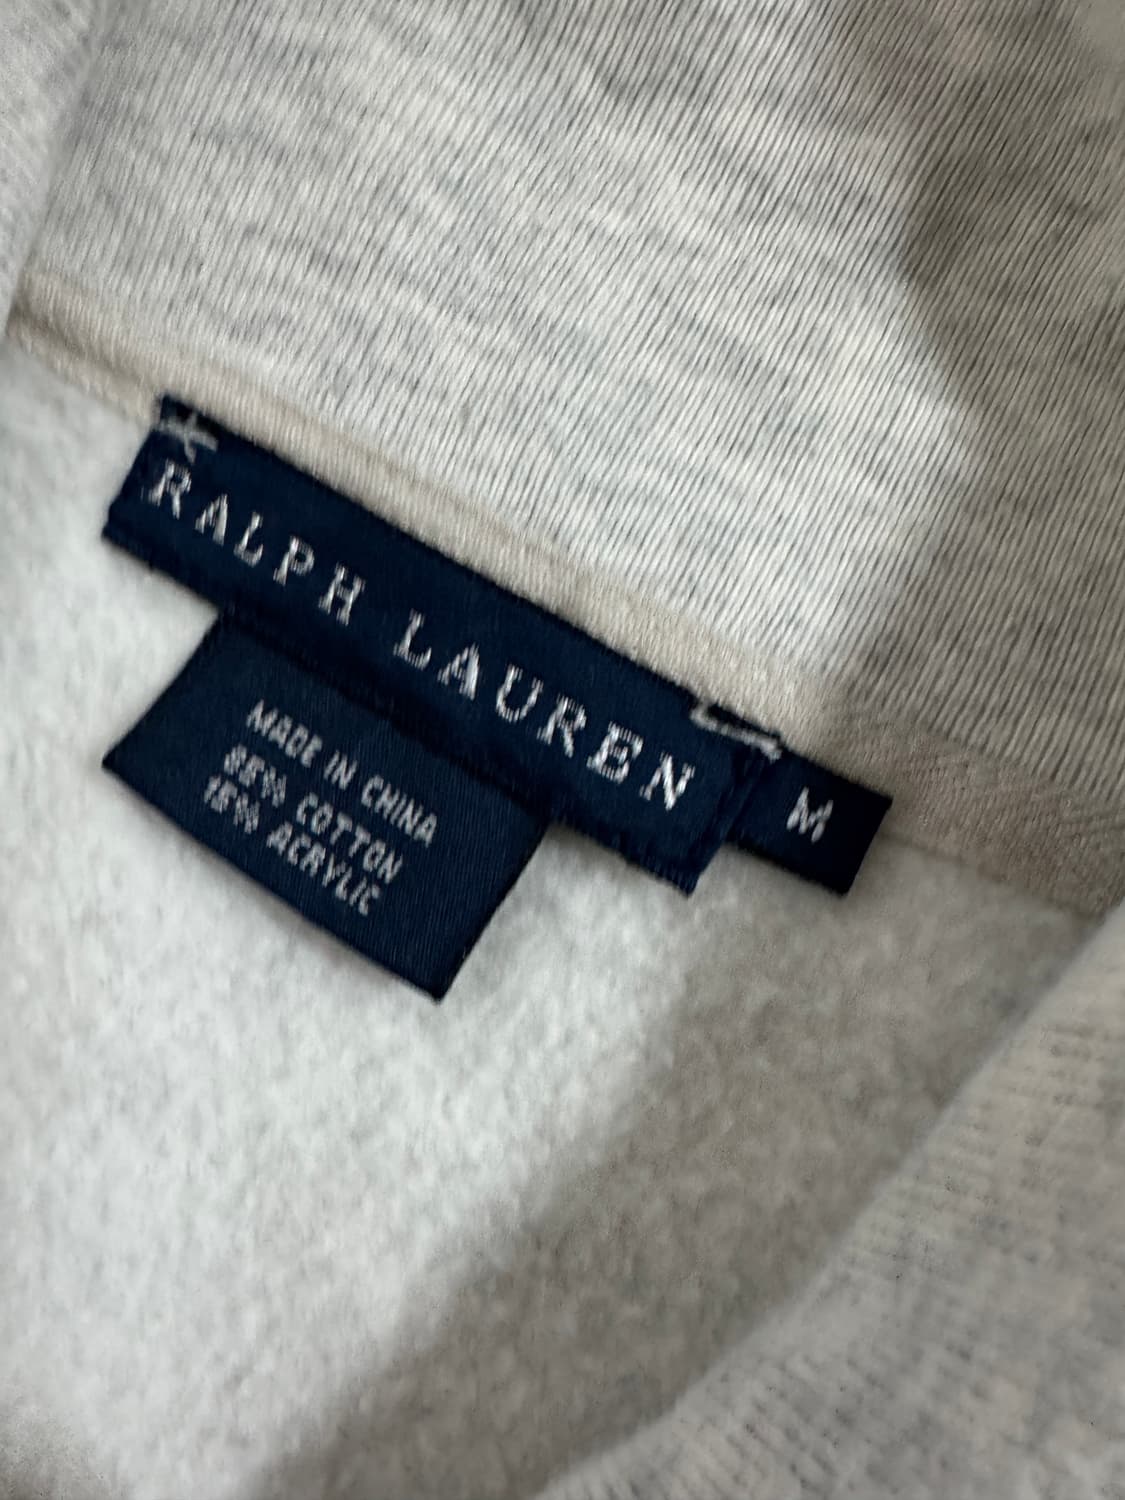 RALPH LAUREN
M
MADE IN CHINA
85% COTTON
15% ACRYLIC